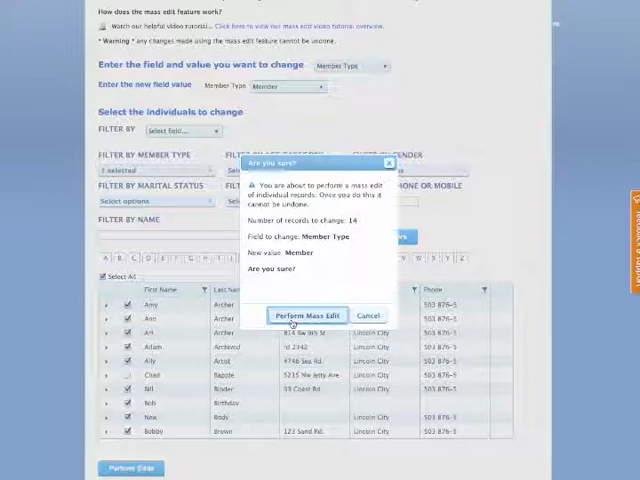 How does the mass edit feature work?
Watch our helpful video tutorial... Click here to view our mass edit video tutorial overview.
* Warning * any changes made using the mass edit feature cannot be undone.
Enter the field and value you want to change Member Type
Enter the new field value Member Type Member
Select the individuals to change
FILTER BY Select field...
Are you sure?
FILTER BY MEMBER TYPE
1 selected
You are about to perform a mass edit
of individual records. Once you do this it
cannot be undone.
FILTER BY MARITAL STATUS
PHONE OR MOBILE
Select options
Number of records to change: 14
FILTER BY NAME
Field to change: Member Type
New value: Member
A B C D E F G H I W X Y Z
Are you sure?
Select All
First Name Last Phone
Amy Archer 503 876-5
Perform Mass Edit Cancel
Ann Archer 503 876-5
Art Archer 814 SW 8th St Lincoln City 503 876-5
Adam Archived Lincoln City 503 876-5
Ally Artist 4746 Sea Rd. Lincoln City 503 876-5
Chad Bapple 5215 NW Jetty Ave Lincoln City 503 876-5
Bill Binder 33 Coast Rd. Lincoln City 503 876-5
Bob Birthday
New Body Lincoln City 503 876-5
Bobby Brown 123 Sand Rd. Lincoln City 503 876-5
Perform Edits
Feedback & Support